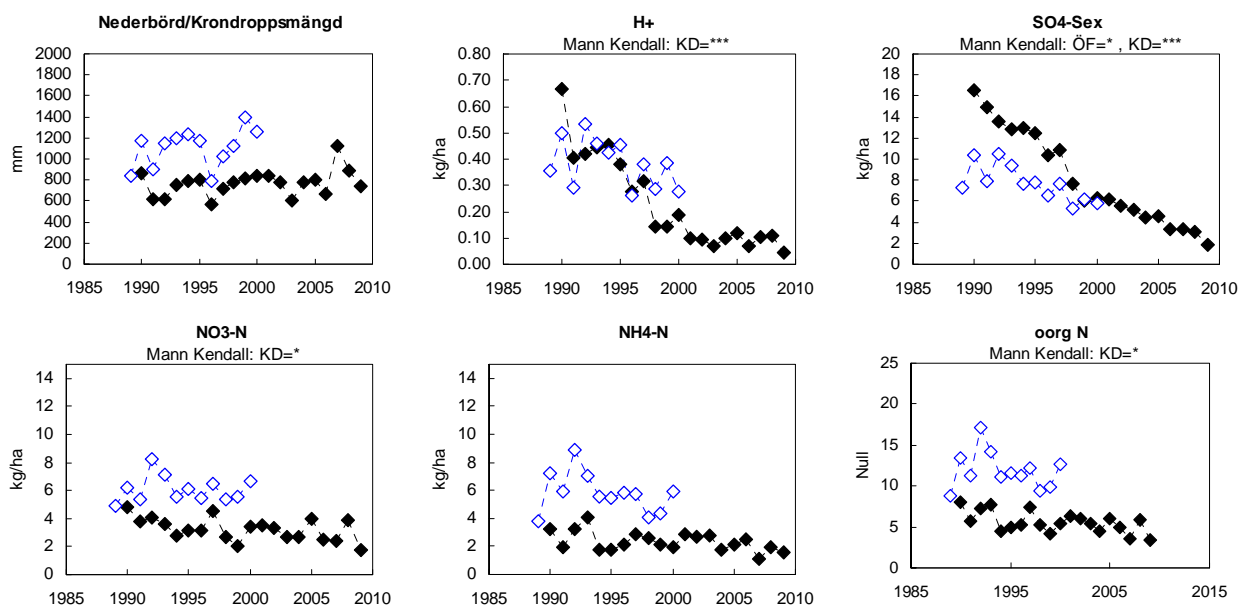 Nederbörd/Krondroppsmängd
2000
1800
1600
1400
1200
1000
800
600
400
200
0
mm
1985 1990 1995 2000 2005 2010
H+
Mann Kendall: KD=***
0.80
0.70
0.60
0.50
0.40
0.30
0.20
0.10
0.00
kg/ha
1985 1990 1995 2000 2005 2010
SO4-Sex
Mann Kendall: ÖF=* , KD=***
20
18
16
14
12
10
8
6
4
2
0
kg/ha
1985 1990 1995 2000 2005 2010
NO3-N
Mann Kendall: KD=*
14
12
10
8
6
4
2
0
kg/ha
1985 1990 1995 2000 2005 2010
NH4-N
14
12
10
8
6
4
2
0
kg/ha
1985 1990 1995 2000 2005 2010
oorg N
Mann Kendall: KD=*
25
20
15
10
5
0
Null
1985 1995 2005 2015